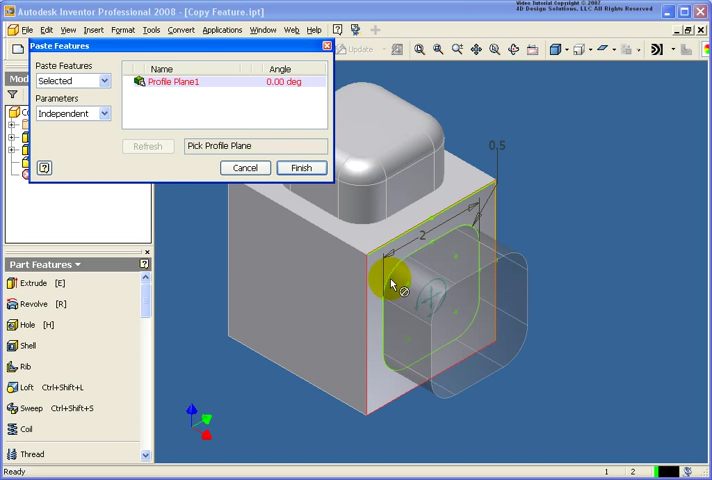 Autodesk Inventor Professional 2008 - [Copy Feature.ipt]
Video Tutorial Copyright © 2007
4D Design Solutions, LLC All Rights Reserved
File Edit View Insert Format Tools Convert Applications Window Web Help
Update
Paste Features
Paste Features
Selected
Parameters
Independent
Name Angle
Profile Plane1 0.00 deg
Refresh Pick Profile Plane
Cancel Finish
0.5
2
Part Features
Extrude [E]
Revolve [R]
Hole [H]
Shell
Rib
Loft Ctrl+Shift+L
Sweep Ctrl+Shift+S
Coil
Thread
Ready 1 2